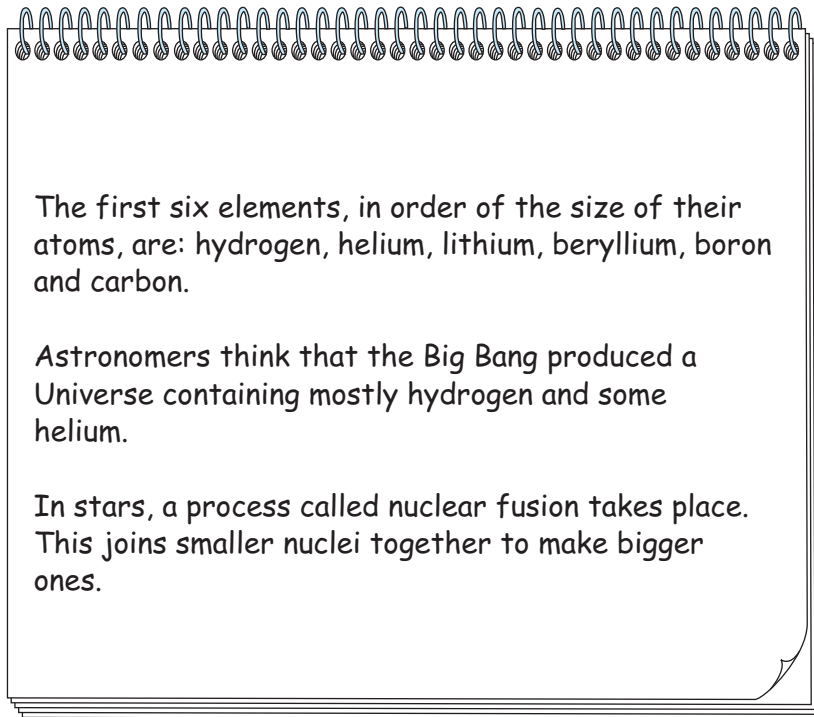 The first six elements, in order of the size of their
atoms, are: hydrogen, helium, lithium, beryllium, boron
and carbon.
Astronomers think that the Big Bang produced a
Universe containing mostly hydrogen and some
helium.
In stars, a process called nuclear fusion takes place.
This joins smaller nuclei together to make bigger
ones.